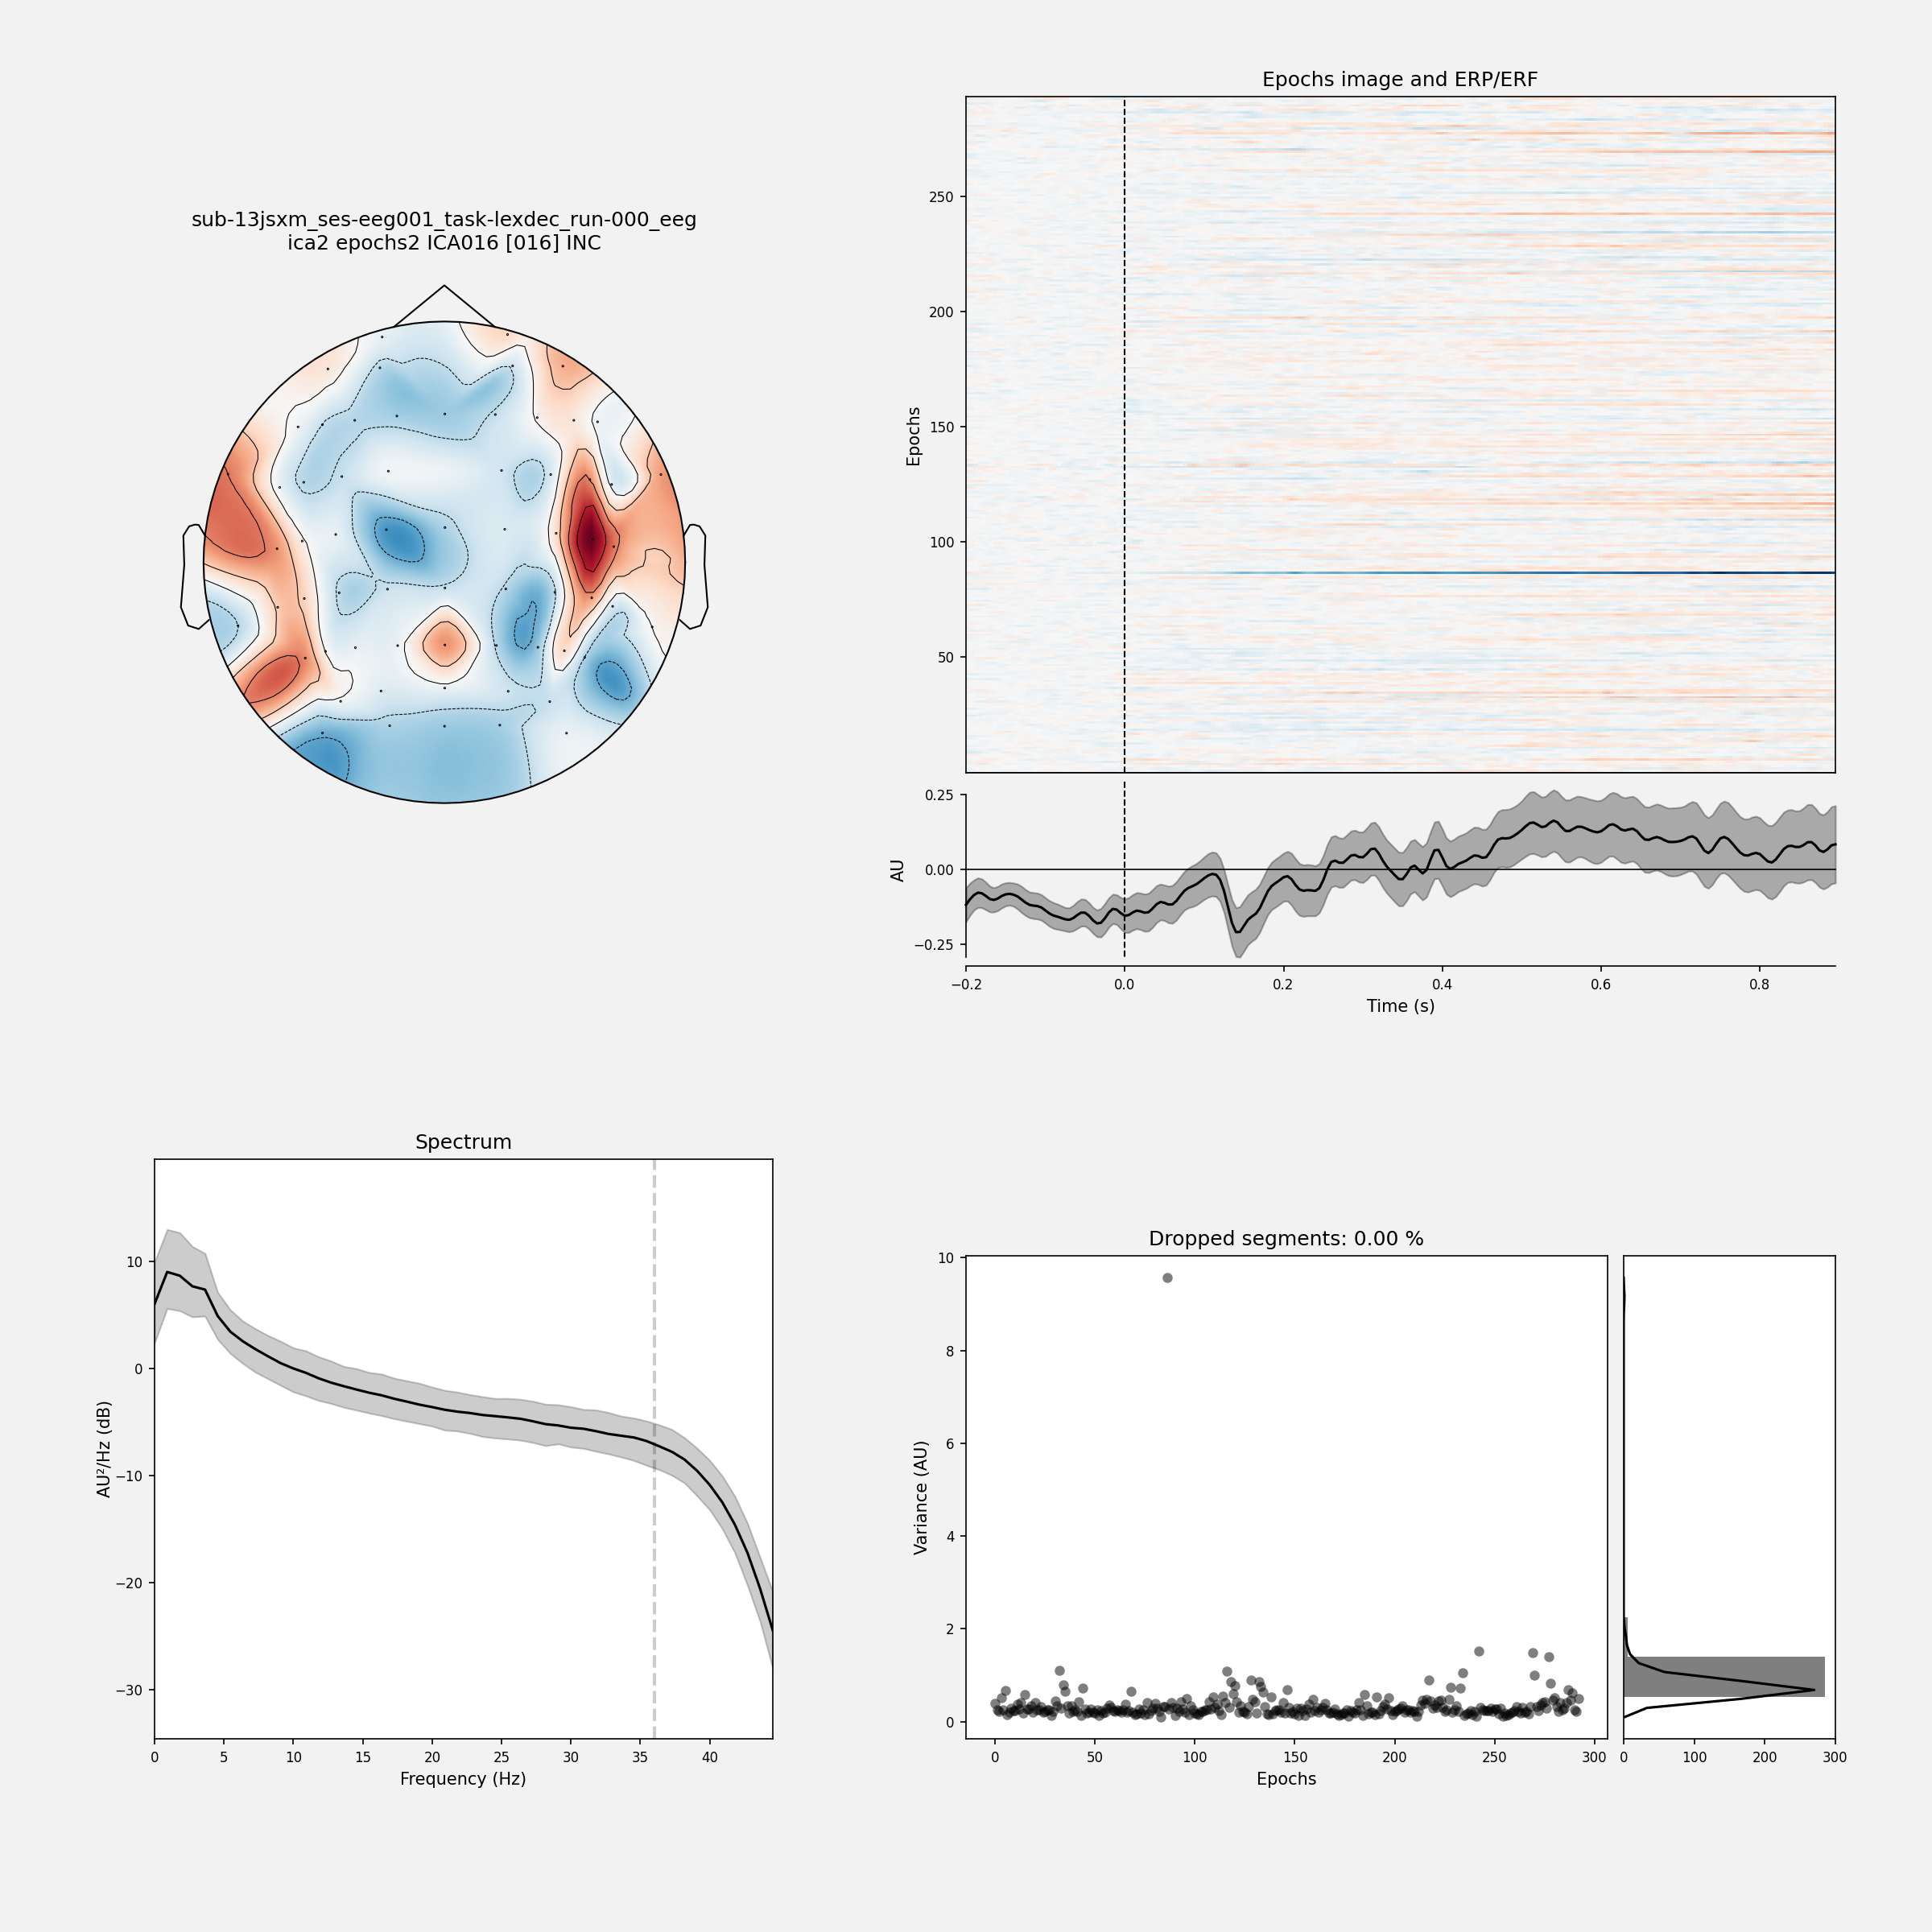 sub-13jsxm_ses-eeg001_task-lexdec_run-000_eeg
ica2 epochs2 ICA016 [016] INC
Epochs image and ERP/ERF
Epochs
250
200
150
100
50
AU
0.25
0.00
−0.25
−0.2 0.0 0.2 0.4 0.6 0.8
Time (s)
Spectrum
AU²/Hz (dB)
10
0
−10
−20
−30
0 5 10 15 20 25 30 35 40
Frequency (Hz)
Dropped segments: 0.00 %
Variance (AU)
10
8
6
4
2
0
0 50 100 150 200 250 300
Epochs
0 100 200 300